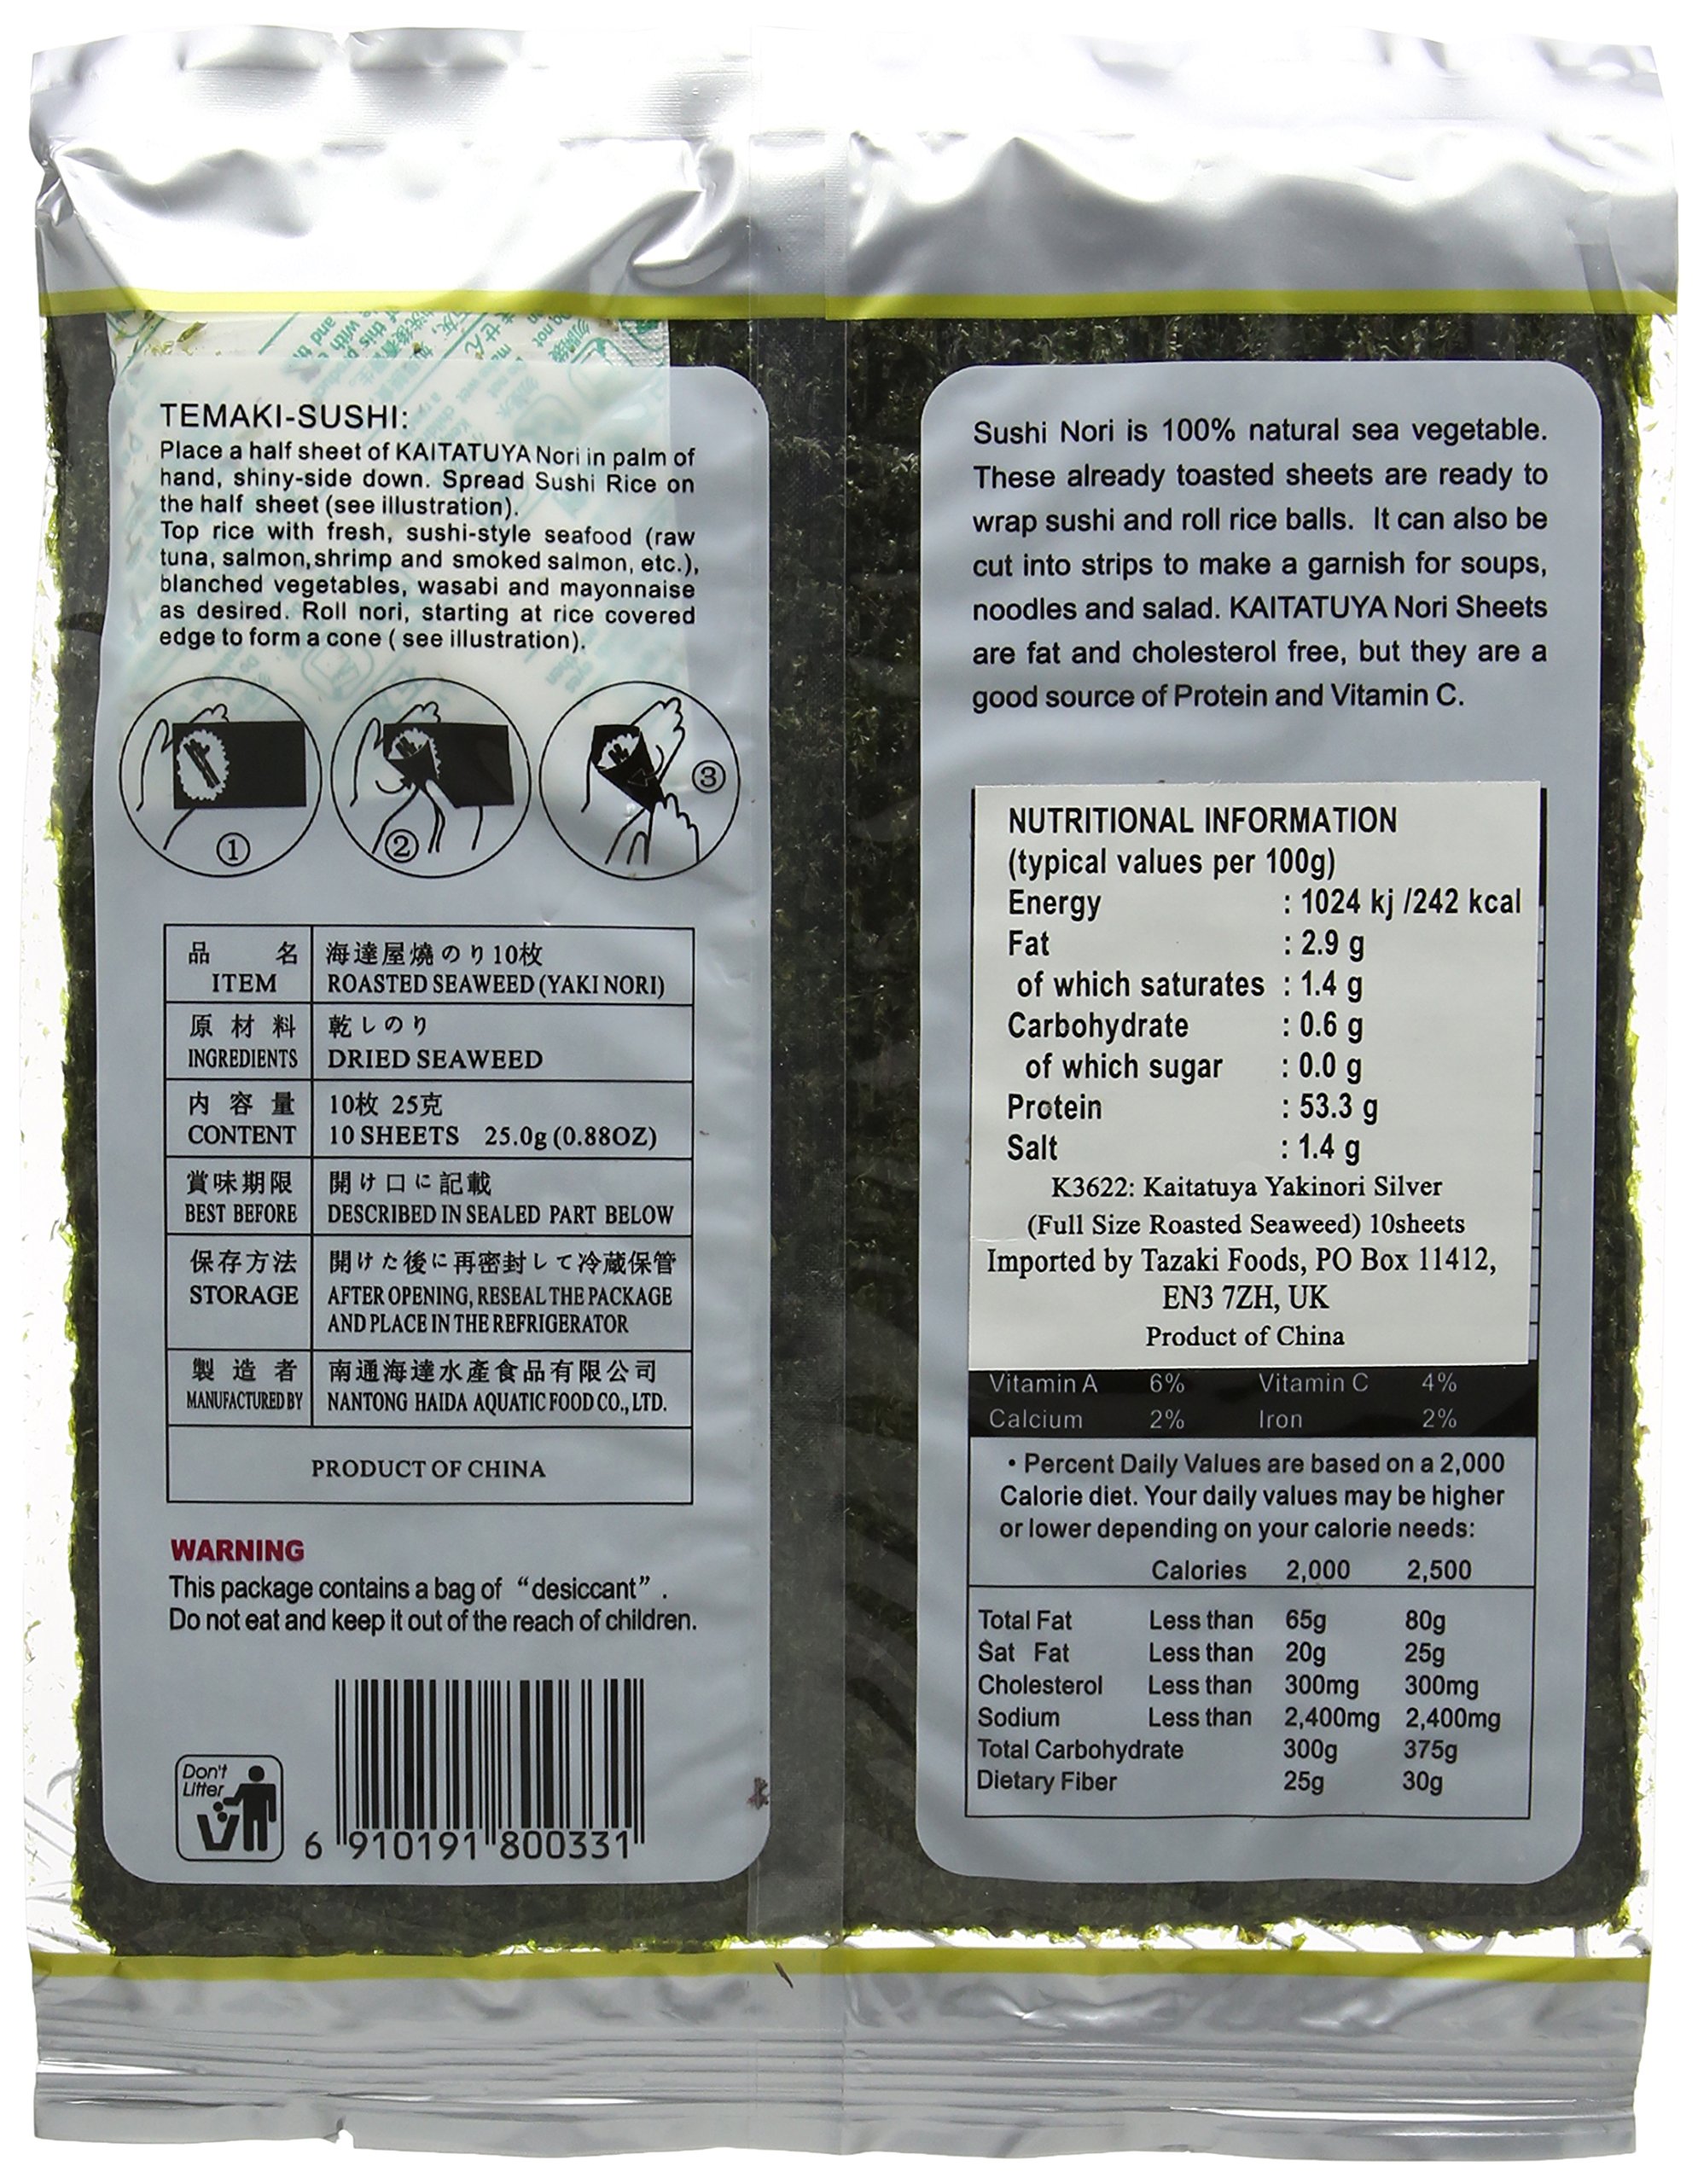 TEMAKI-SUSHI:
Place a half sheet of KAITATUYA Nori in palm of
hand, shiny-side down. Spread Sushi Rice on
the half sheet (see illustration).
Top rice with fresh, sushi-style seafood (raw
tuna, salmon, shrimp and smoked salmon, etc.),
blanched vegetables, wasabi and mayonnaise
as desired. Roll nori, starting at rice covered
edge to form a cone ( see illustration).
① ② ③
品 名 海達屋燒のり10枚
ITEM ROASTED SEAWEED (YAKI NORI)
原 材 料 乾しのり
INGREDIENTS DRIED SEAWEED
内 容 量 10枚 25克
CONTENT 10 SHEETS 25.0g (0.88OZ)
賞味期限 開け口に記載
BEST BEFORE DESCRIBED IN SEALED PART BELOW
保存方法 開けた後に再密封して冷蔵保管
STORAGE AFTER OPENING, RESEAL THE PACKAGE
AND PLACE IN THE REFRIGERATOR
製 造 者 南通海達水產食品有限公司
MANUFACTURED BY NANTONG HAIDA AQUATIC FOOD CO., LTD.
PRODUCT OF CHINA
WARNING
This package contains a bag of “desiccant” .
Do not eat and keep it out of the reach of children.
Don't
Litter
6 910191 800331
Sushi Nori is 100% natural sea vegetable.
These already toasted sheets are ready to
wrap sushi and roll rice balls. It can also be
cut into strips to make a garnish for soups,
noodles and salad. KAITATUYA Nori Sheets
are fat and cholesterol free, but they are a
good source of Protein and Vitamin C.
NUTRITIONAL INFORMATION
(typical values per 100g)
Energy : 1024 kj /242 kcal
Fat : 2.9 g
of which saturates : 1.4 g
Carbohydrate : 0.6 g
of which sugar : 0.0 g
Protein : 53.3 g
Salt : 1.4 g
K3622: Kaitatuya Yakinori Silver
(Full Size Roasted Seaweed) 10sheets
Imported by Tazaki Foods, PO Box 11412,
EN3 7ZH, UK
Product of China
Vitamin A 6% Vitamin C 4%
Calcium 2% Iron 2%
• Percent Daily Values are based on a 2,000
Calorie diet. Your daily values may be higher
or lower depending on your calorie needs:
Calories 2,000 2,500
Total Fat Less than 65g 80g
Sat Fat Less than 20g 25g
Cholesterol Less than 300mg 300mg
Sodium Less than 2,400mg 2,400mg
Total Carbohydrate 300g 375g
Dietary Fiber 25g 30g